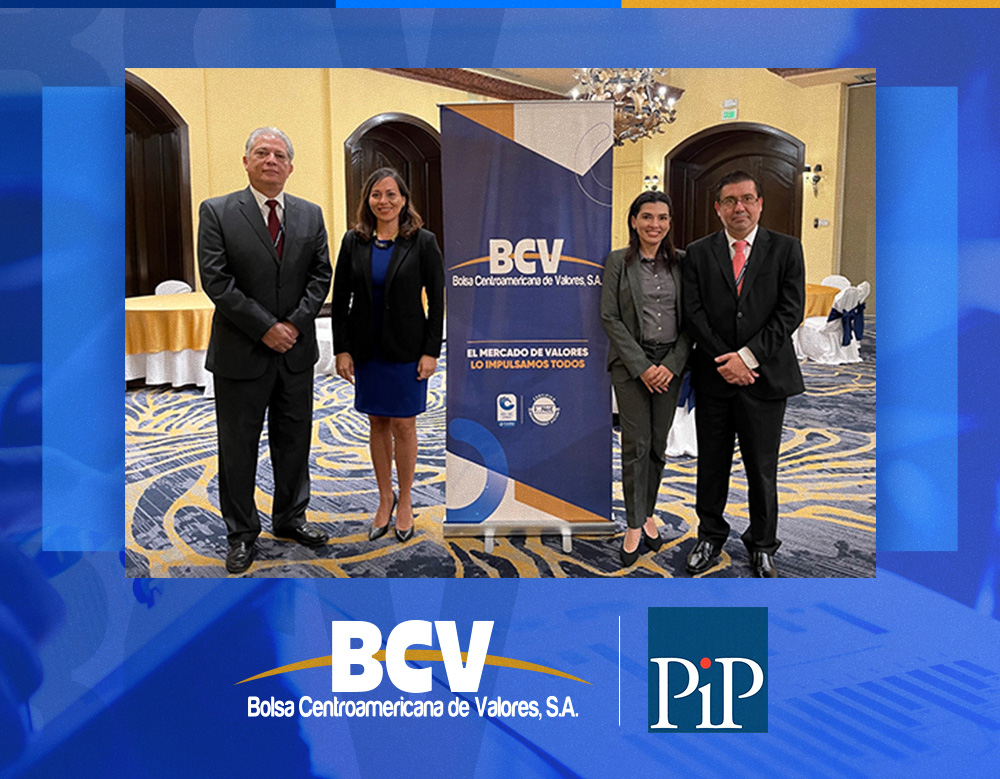 BCV
Bolsa Centroamericana de Valores, S.A.
EL MERCADO DE VALORES
LO IMPULSAMOS TODOS
BCV
Bolsa Centroamericana de Valores, S.A.
PiP